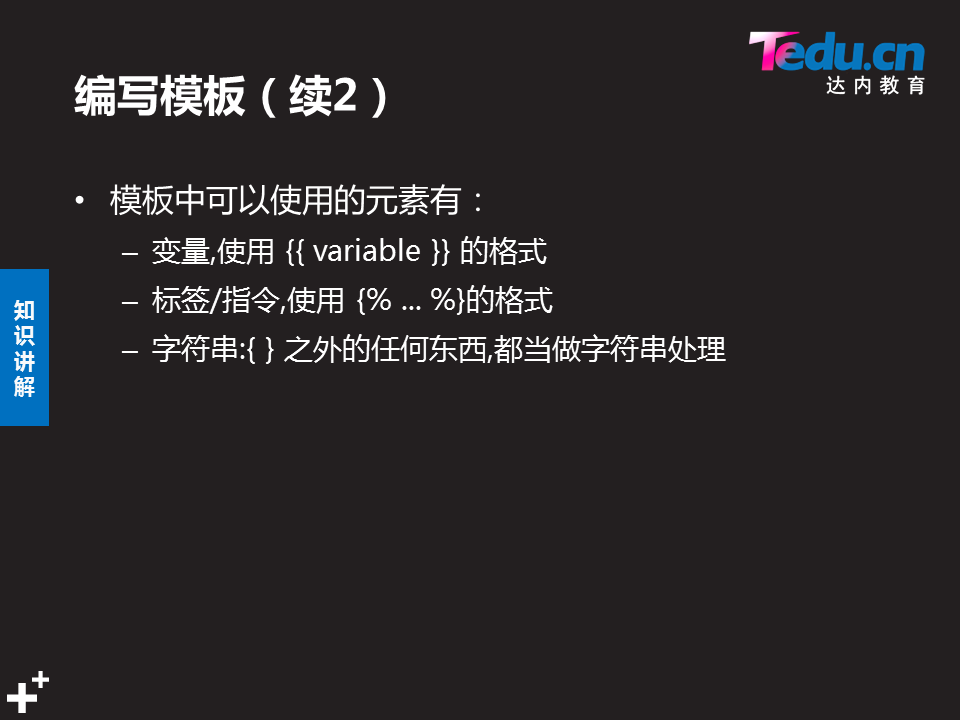 Tedu.cn
达内教育
编写模板（续2）
• 模板中可以使用的元素有：
– 变量,使用 {{ variable }} 的格式
– 标签/指令,使用 {% ... %}的格式
– 字符串:{ } 之外的任何东西,都当做字符串处理
知识讲解